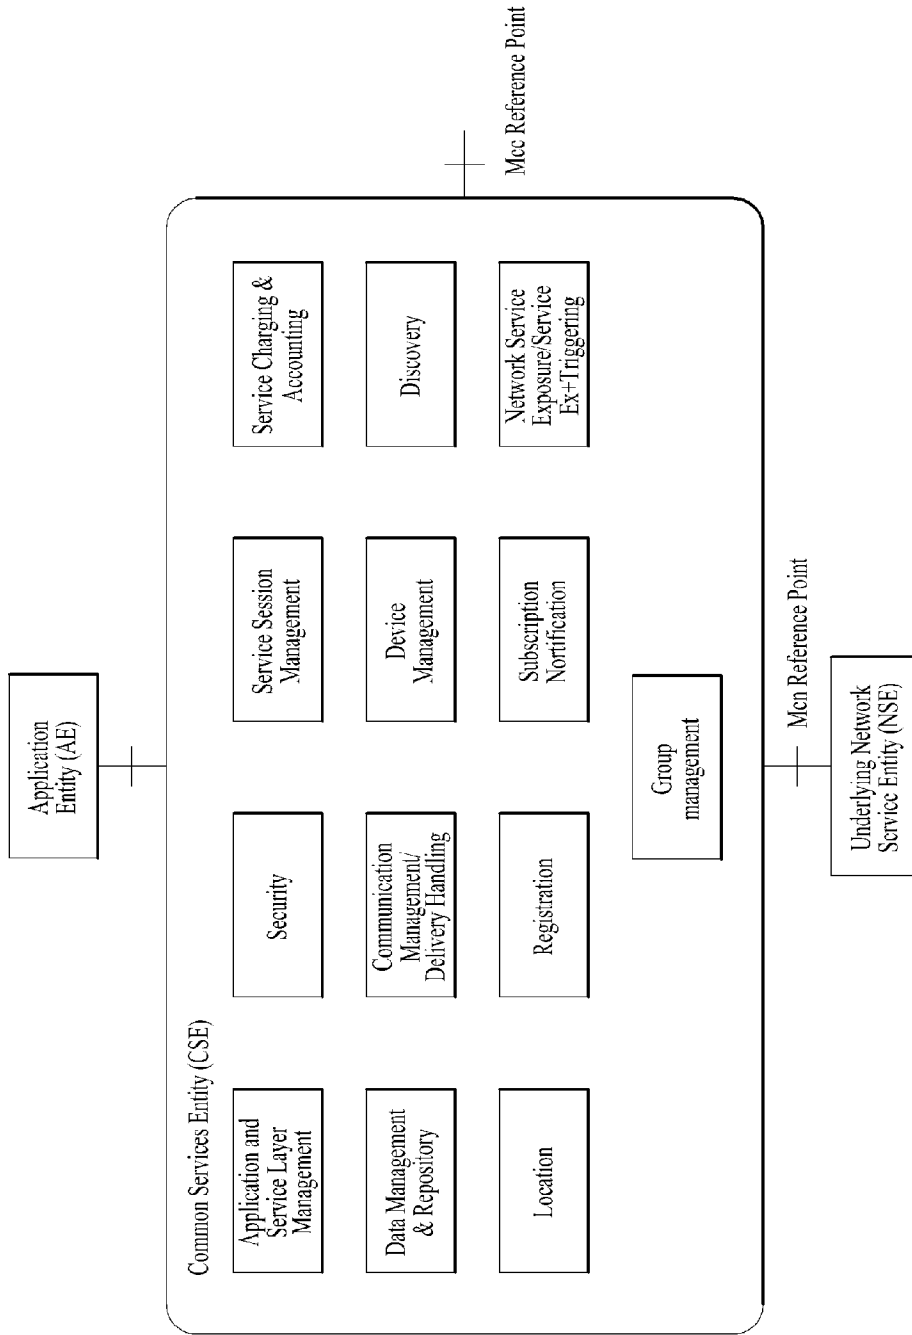 Application
Entity (AE)
Common Services Entity (CSE)
Application and
Service Layer
Management
Security
Service Session
Management
Service Charging &
Accounting
Data Management
& Repository
Communication
Management/
Delivery Handling
Device
Management
Discovery
Location
Registration
Subscription
Nortification
Network Service
Exposure/Service
Ex+Triggering
Group
management
Mcc Reference Point
Mcn Reference Point
Underlying Network
Service Entity (NSE)